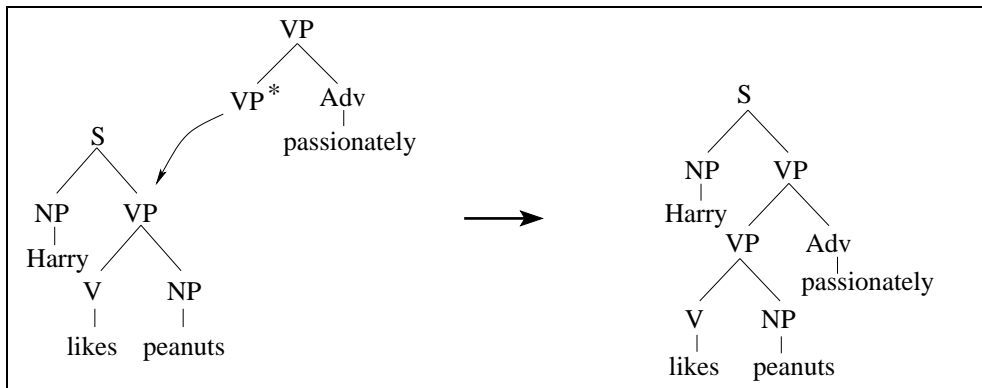 VP
VP* Adv
passionately
S
NP VP
Harry
V NP
likes peanuts
S
NP VP
Harry
VP Adv
passionately
V NP
likes peanuts